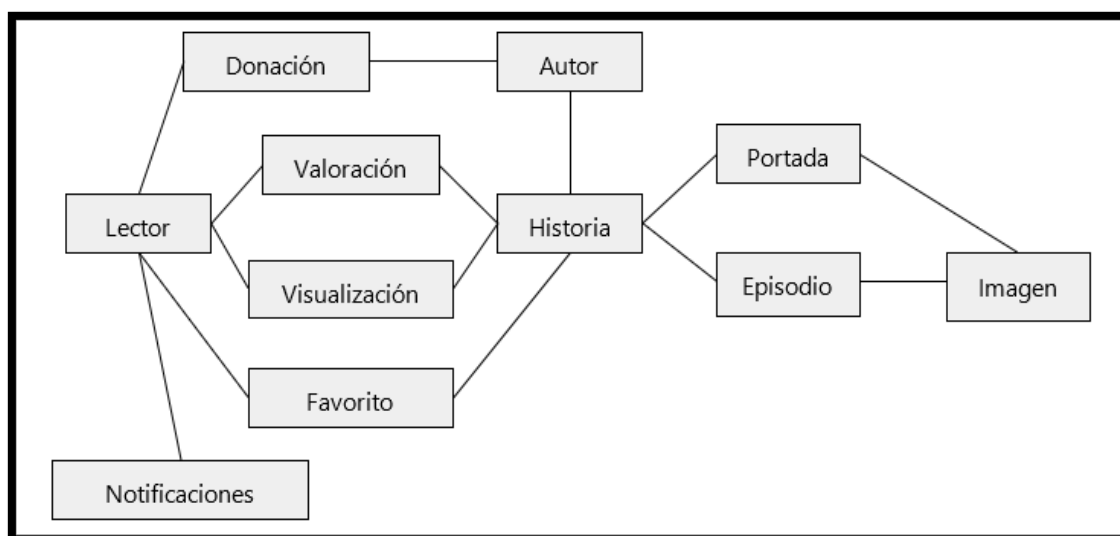 Donación
Autor
Valoración
Portada
Lector
Historia
Visualización
Episodio
Imagen
Favorito
Notificaciones